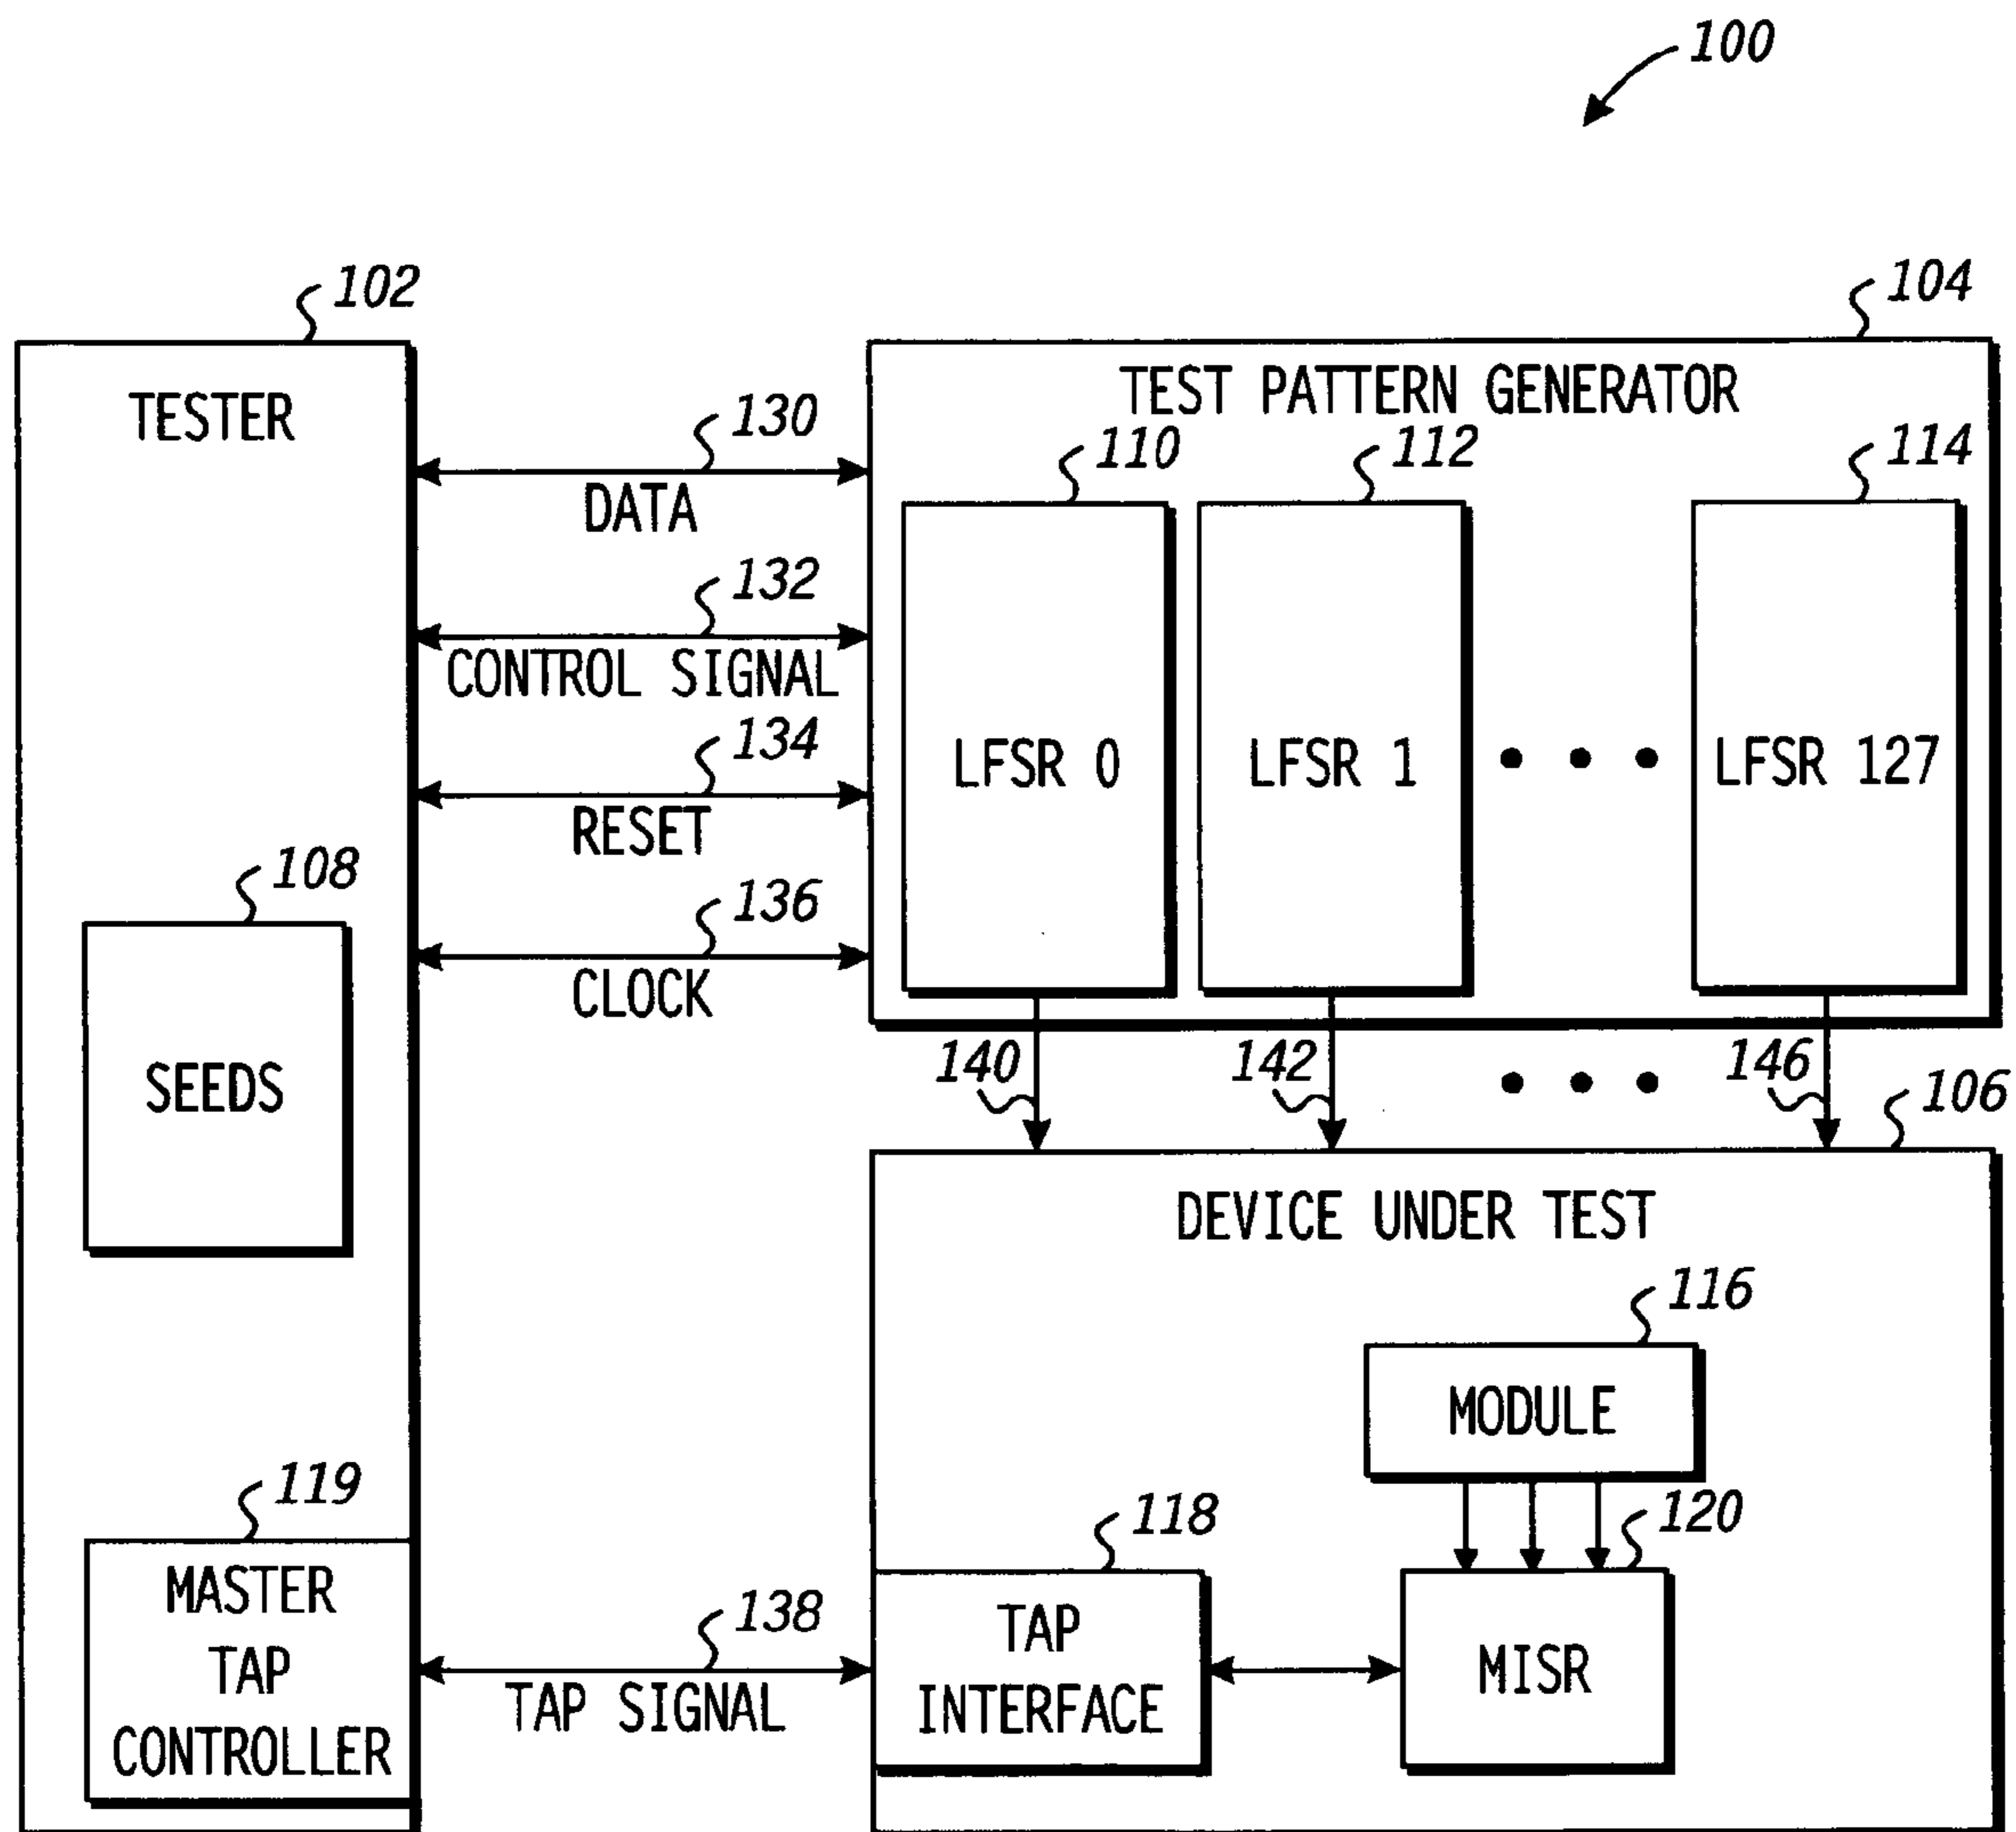 100
102
104
TESTER
TEST PATTERN GENERATOR
130
DATA
110
112
114
132
CONTROL SIGNAL
134
RESET
LFSR 0
LFSR 1
LFSR 127
108
136
CLOCK
SEEDS
140
142
146
106
DEVICE UNDER TEST
116
MODULE
119
MASTER
TAP
CONTROLLER
138
TAP SIGNAL
118
TAP
INTERFACE
120
MISR